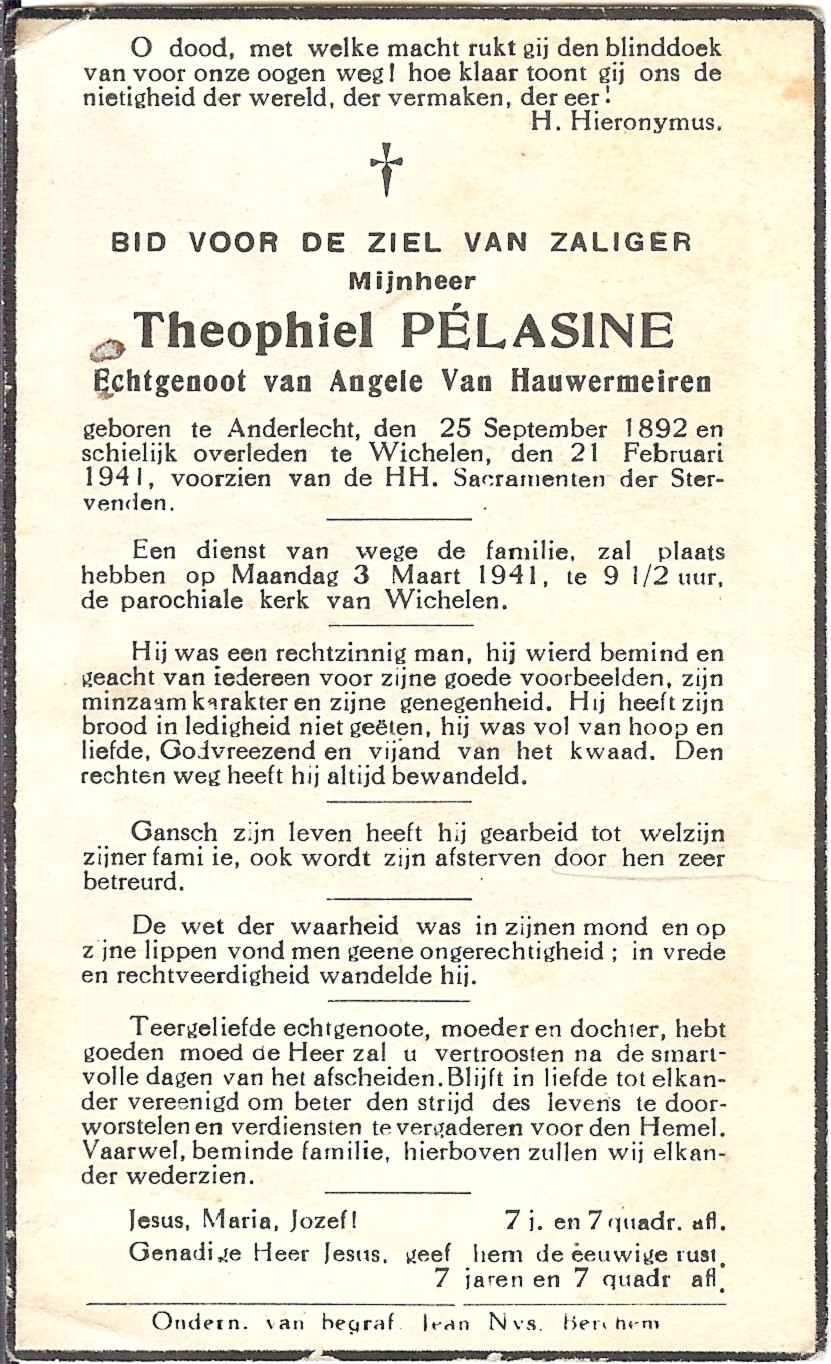 O dood, met welke macht rukt gij den blinddoek
van voor onze oogen weg! hoe klaar toont gij ons de
nietigheid der wereld, der vermaken, der eer!
H. Hieronymus.
BID VOOR DE ZIEL VAN ZALIGER
Mijnheer
Theophiel PÉLASINE
Echtgenoot van Angele Van Hauwermeiren
geboren te Anderlecht, den 25 September 1892 en
schielijk overleden te Wichelen, den 21 Februari
1941, voorzien van de HH. Sacramenten der Ster-
venden.
Een dienst van wege de familie, zal plaats
hebben op Maandag 3 Maart 1941, te 9 1/2 uur,
de parochiale kerk van Wichelen.
Hij was een rechtzinnig man, hij wierd bemind en
geacht van iedereen voor zijne goede voorbeelden, zijn
minzaam karakter en zijne genegenheid. Hij heeft zijn
brood in ledigheid niet geëten, hij was vol van hoop en
liefde, Godvreezend en vijand van het kwaad. Den
rechten weg heeft hij altijd bewandeld.
Gansch zijn leven heeft hij gearbeid tot welzijn
zijner fami ie, ook wordt zijn afsterven door hen zeer
betreurd.
De wet der waarheid was in zijnen mond en op
z jne lippen vond men geene ongerechtigheid ; in vrede
en rechtveerdigheid wandelde hij.
Teergeliefde echtgenoote, moeder en dochter, hebt
goeden moed de Heer zal u vertroosten na de smart-
volle dagen van het afscheiden. Blijft in liefde tot elkan-
der vereenigd om beter den strijd des levens te door-
worstelen en verdiensten te vergaderen voor den Hemel.
Vaarwel, beminde familie, hierboven zullen wij elkan-
der wederzien.
Jesus, Maria, Jozef! 7 j. en 7 quadr. afl.
Genadige Heer Jesus, geef hem de eeuwige rust.
7 jaren en 7 quadr afl.
Ondern. van begraf. Jean Nys. Berchem